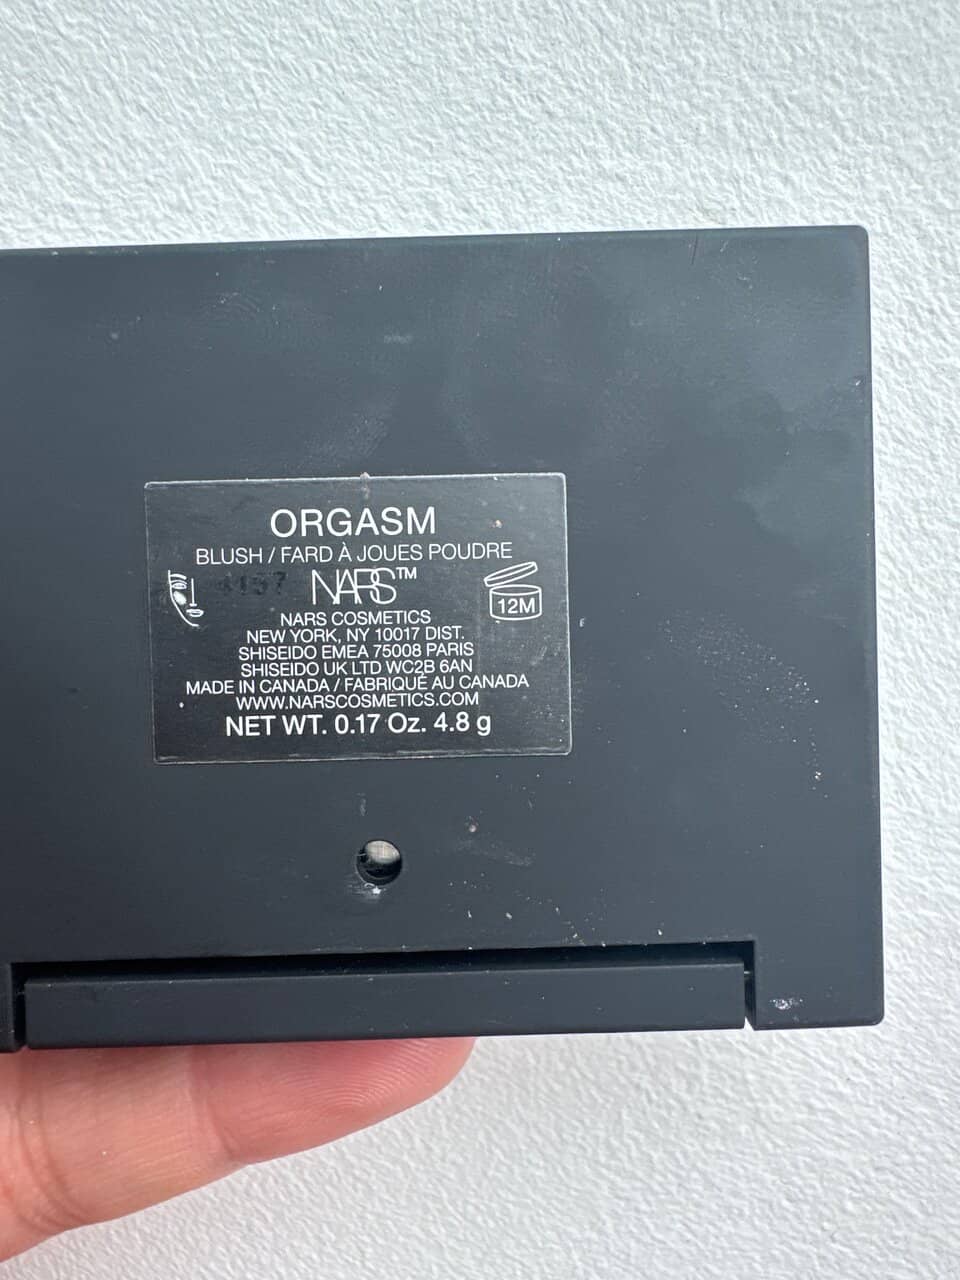 ORGASM
BLUSH / FARD À JOUES POUDRE
NARS™
12M
NARS COSMETICS
NEW YORK, NY 10017 DIST.
SHISEIDO EMEA 75008 PARIS
SHISEIDO UK LTD WC2B 6AN
MADE IN CANADA / FABRIQUÉ AU CANADA
WWW.NARSCOSMETICS.COM
NET WT. 0.17 Oz. 4.8 g